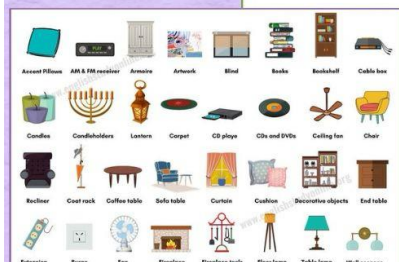 Accent Pillows AM & FM receiver Armoire Artwork Blind Books Bookshelf Cable box
Candles Candleholders Lantern Carpet CD playe CDs and DVDs Ceiling fan Chair
Recliner Coat rack Coffee table Sofa table Curtain Cushion Decorative objects End table